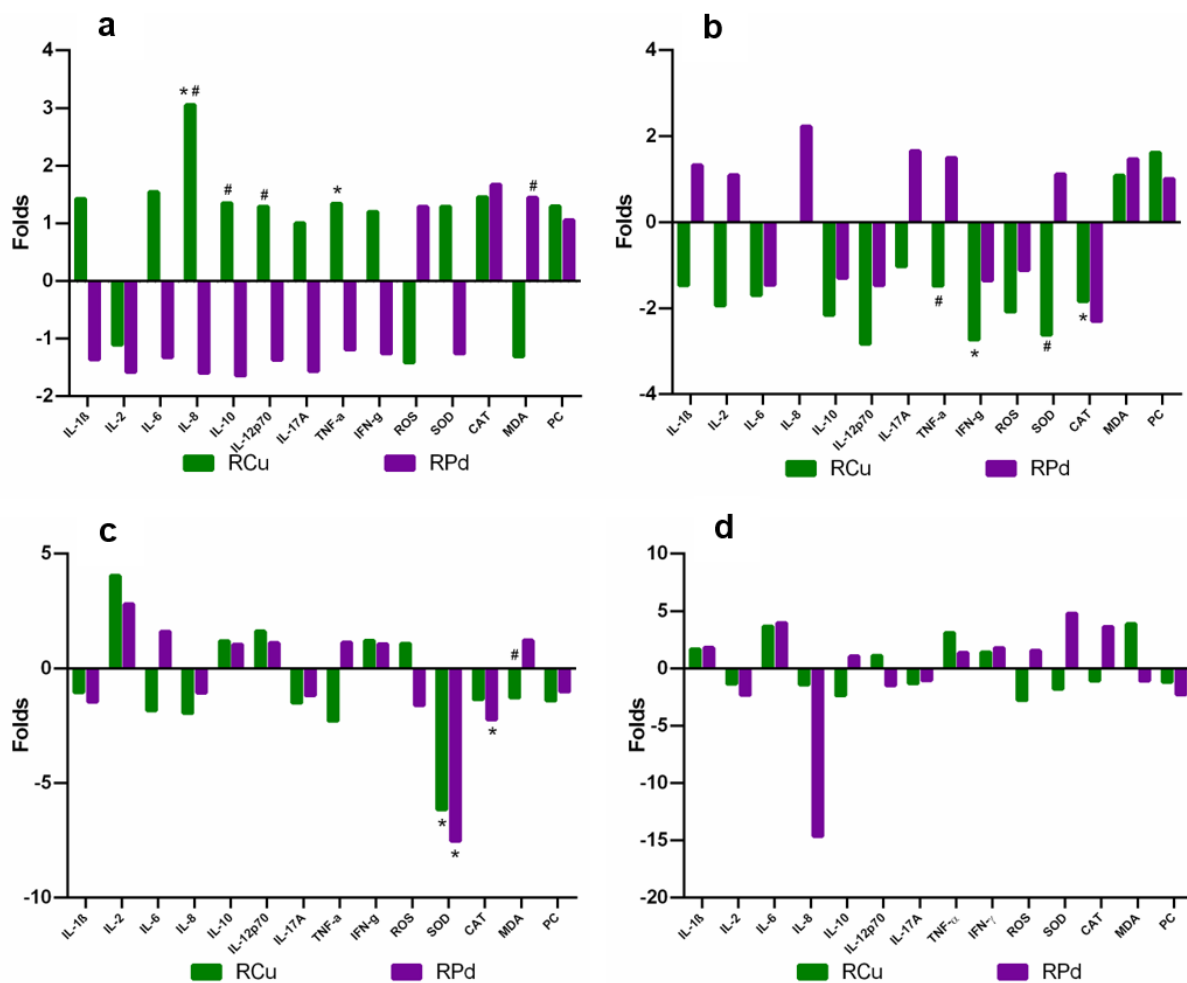 a
Folds
4
3
2
1
0
-1
-2
* #
#
#
*
#
IL-1ß
IL-2
IL-6
IL-8
IL-10
IL-12p70
IL-17A
TNF-a
IFN-g
ROS
SOD
CAT
MDA
PC
RCu
RPd
b
Folds
4
2
0
-2
-4
#
*
#
*
IL-1ß
IL-2
IL-6
IL-8
IL-10
IL-12p70
IL-17A
TNF-a
IFN-g
ROS
SOD
CAT
MDA
PC
RCu
RPd
c
Folds
5
0
-5
-10
*
*
*
#
IL-1ß
IL-2
IL-6
IL-8
IL-10
IL-12p70
IL-17A
TNF-a
IFN-g
ROS
SOD
CAT
MDA
PC
RCu
RPd
d
Folds
10
5
0
-5
-10
-15
-20
IL-1ß
IL-2
IL-6
IL-8
IL-10
IL-12p70
IL-17A
TNF-α
IFN-γ
ROS
SOD
CAT
MDA
PC
RCu
RPd